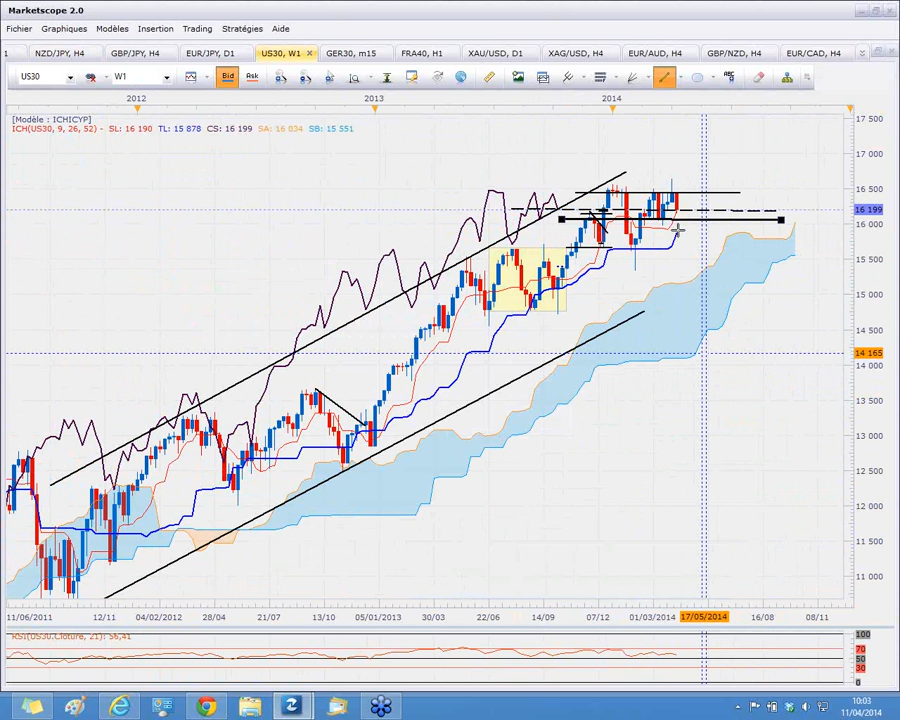 Marketscope 2.0
Fichier Graphiques Modèles Insertion Trading Stratégies Aide
1 NZD/JPY, H4 GBP/JPY, H4 EUR/JPY, D1 US30, W1 GER30, m15 FRA40, H1 XAU/USD, D1 XAG/USD, H4 EUR/AUD, H4 GBP/NZD, H4 EUR/CAD, H4
US30 W1 Bid Ask
2012 2013 2014
[Modèle : ICHICYP]
ICH(US30, 9, 26, 52) - SL: 16 190 TL: 15 878 CS: 16 199 SA: 16 034 SB: 15 551
17 500
17 000
16 500
16 199
16 000
15 500
15 000
14 500
14 165
14 000
13 500
13 000
12 500
12 000
11 500
11 000
11/06/2011 12/11 04/02/2012 28/04 21/07 13/10 05/01/2013 30/03 22/06 14/09 07/12 01/03/2014 17/05/2014 16/08 08/11
RSI(US30.Clôture, 21): 56,41
100
70
50
30
0
10:03
11/04/2014